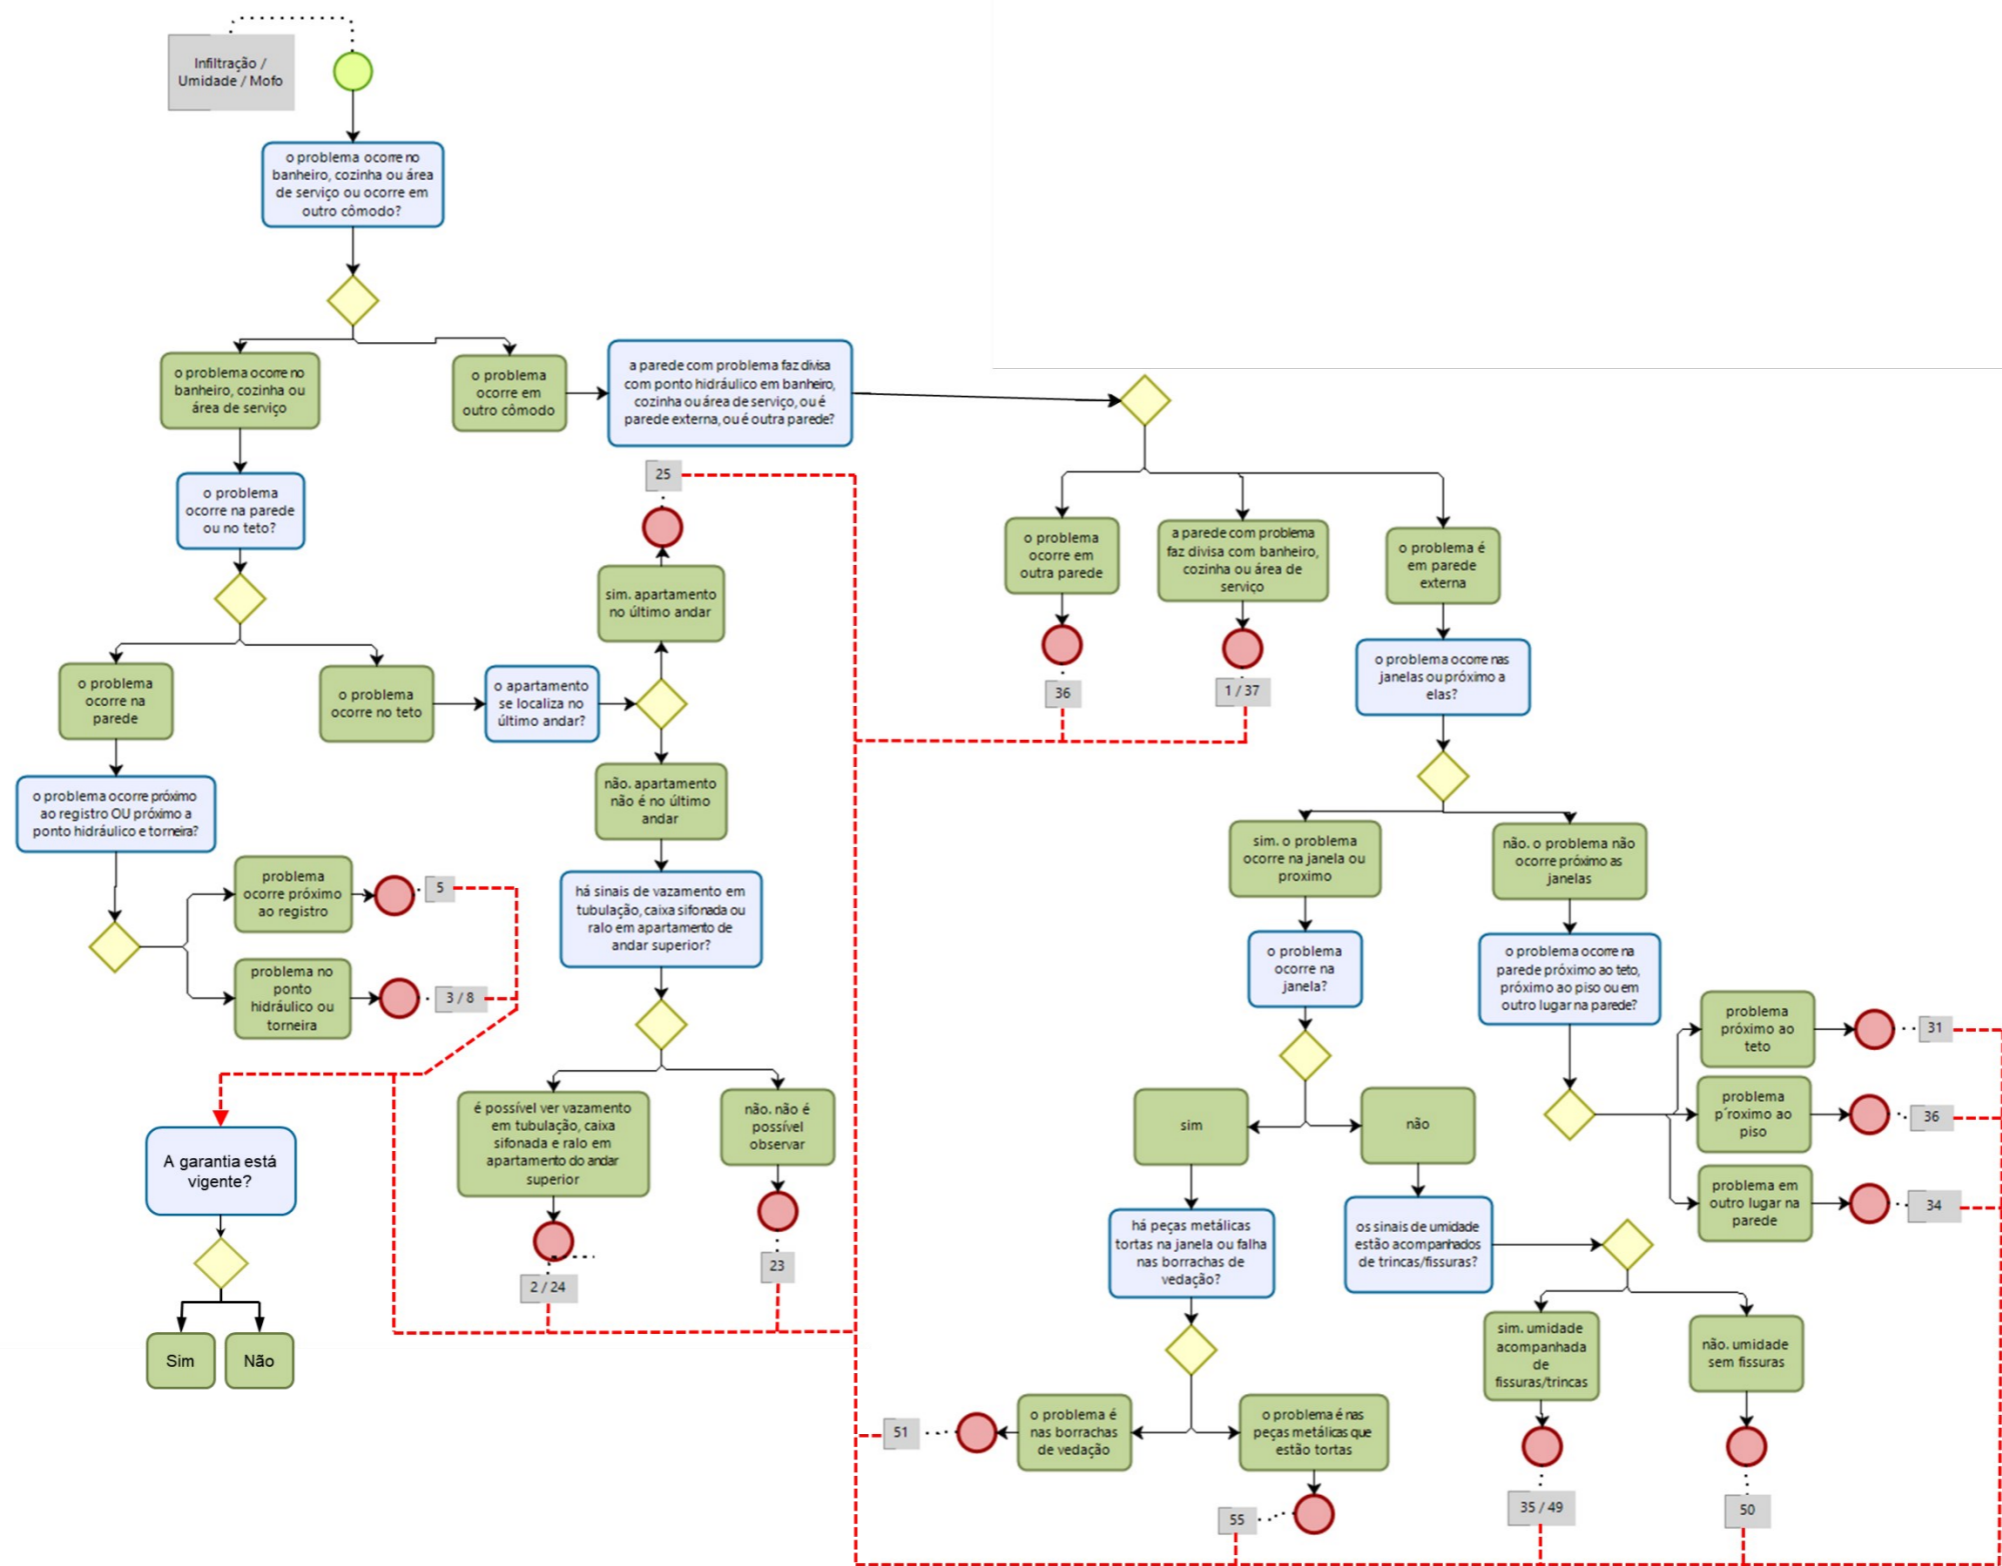 Infiltração /
Umidade / Mofo
o problema ocorre no
banheiro, cozinha ou área
de serviço ou ocorre em
outro cômodo?
o problema ocorre no
banheiro, cozinha ou
área de serviço
o problema
ocorre em
outro cômodo
a parede com problema faz divisa
com ponto hidráulico em banheiro,
cozinha ou área de serviço, ou é
parede externa, ou é outra parede?
o problema
ocorre na parede
ou no teto?
25
sim. apartamento
no último andar
o problema
ocorre na
parede
o problema
ocorre no teto
o apartamento
se localiza no
último andar?
não. apartamento
não é no último
andar
o problema ocorre próximo
ao registro OU próximo a
ponto hidráulico e torneira?
problema
ocorre próximo
ao registro
5
problema no
ponto
hidráulico ou
torneira
3 / 8
há sinais de vazamento em
tubulação, caixa sifonada ou
ralo em apartamento de
andar superior?
é possível ver vazamento
em tubulação, caixa
sifonada e ralo em
apartamento do andar
superior
não. não é
possível
observar
2 / 24
23
A garantia está
vigente?
Sim
Não
o problema
ocorre em
outra parede
a parede com problema
faz divisa com banheiro,
cozinha ou área de
serviço
o problema é
em parede
externa
36
1 / 37
o problema ocorre nas
janelas ou próximo a
elas?
sim. o problema
ocorre na janela ou
proximo
não. o problema não
ocorre próximo as
janelas
o problema
ocorre na
janela?
o problema ocorre na
parede próximo ao teto,
próximo ao piso ou em
outro lugar na parede?
problema
próximo ao
teto
31
problema
p´roximo ao
piso
36
problema em
outro lugar na
parede
34
sim
não
há peças metálicas
tortas na janela ou falha
nas borrachas de
vedação?
os sinais de umidade
estão acompanhados
de trincas/fissuras?
sim. umidade
acompanhada
de
fissuras/trincas
não. umidade
sem fissuras
51
o problema é
nas borrachas
de vedação
o problema é nas
peças metálicas que
estão tortas
55
35 / 49
50